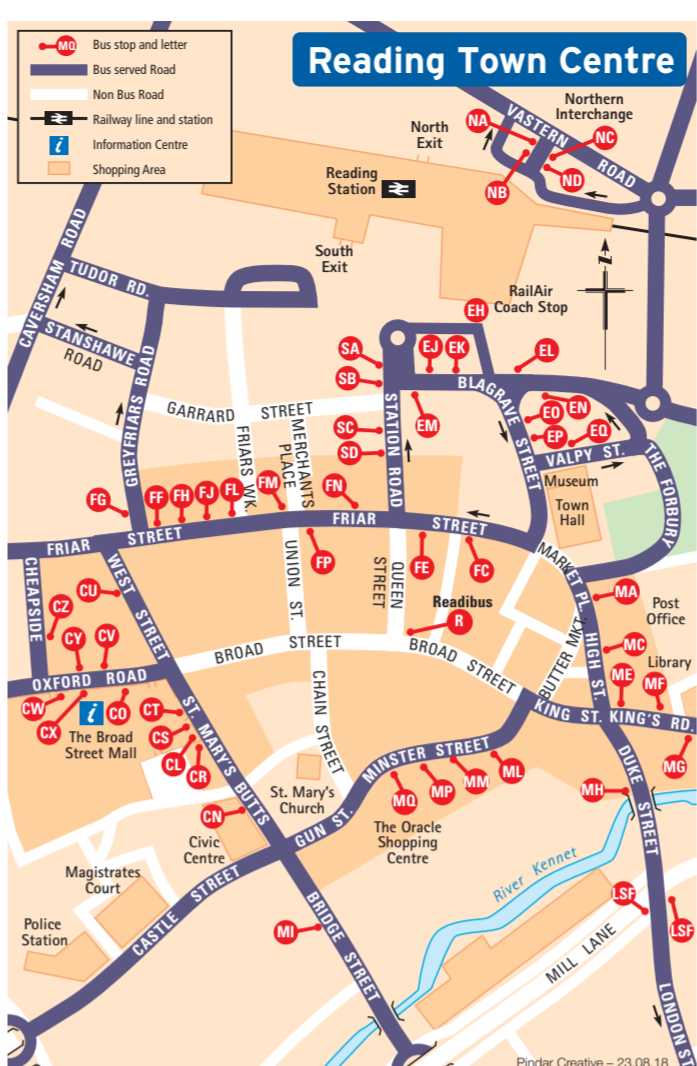 Reading Town Centre
MQ Bus stop and letter
Bus served Road
Non Bus Road
Railway line and station
i Information Centre
Shopping Area
Northern
Interchange
NA
NC
NB
ND
VASTERN
ROAD
North
Exit
Reading
Station
South
Exit
RailAir
Coach Stop
EH
CAVERSHAM ROAD
TUDOR RD.
STANSHAWE
ROAD
GREYFRIARS ROAD
SA
SB
EJ
EK
EL
BLAGRAVE
STREET
EM
EN
EO
EP
EQ
GARRARD STREET
FRIARS WK.
MERCHANTS
PLACE
STATION ROAD
SC
SD
VALPY ST.
THE FORBURY
Museum
Town
Hall
FG
FF
FH
FJ
FL
FM
FN
FRIAR STREET
FRIAR STREET
FP
FE
FC
CHEAPSIDE
WEST STREET
UNION ST.
QUEEN
STREET
MARKET PL.
CU
CZ
CY
CV
Readibus
R
MA
Post
Office
HIGH ST.
MC
BUTTER MKT.
ME
MF
Library
BROAD STREET
BROAD STREET
OXFORD ROAD
CW
CX
i
CO
CT
The Broad
Street Mall
CS
CL
CR
ST. MARY'S BUTTS
CHAIN STREET
KING ST.
KING'S RD.
MG
MINSTER STREET
ML
MM
MP
MQ
The Oracle
Shopping
Centre
MH
DUKE STREET
St. Mary's
Church
GUN ST.
CN
Civic
Centre
Magistrates
Court
Police
Station
CASTLE STREET
MI
BRIDGE STREET
River Kennet
LSF
LSF
MILL LANE
LONDON ST.
Pindar Creative – 23.08.18